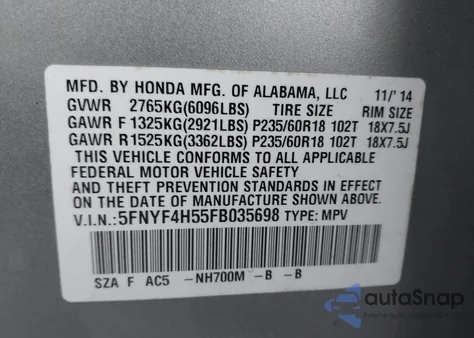 MFD. BY HONDA MFG. OF ALABAMA, LLC 11/'14
GVWR 2765KG(6096LBS) TIRE SIZE RIM SIZE
GAWR F 1325KG(2921LBS) P235/60R18 102T 18X7.5J
GAWR R 1525KG(3362LBS) P235/60R18 102T 18X7.5J
THIS VEHICLE CONFORMS TO ALL APPLICABLE
FEDERAL MOTOR VEHICLE SAFETY
AND THEFT PREVENTION STANDARDS IN EFFECT
ON THE DATE OF MANUFACTURE SHOWN ABOVE.
V.I.N.:5FNYF4H55FB035698 TYPE: MPV
SZA F AC5 -NH700M -B -B
autoSnap